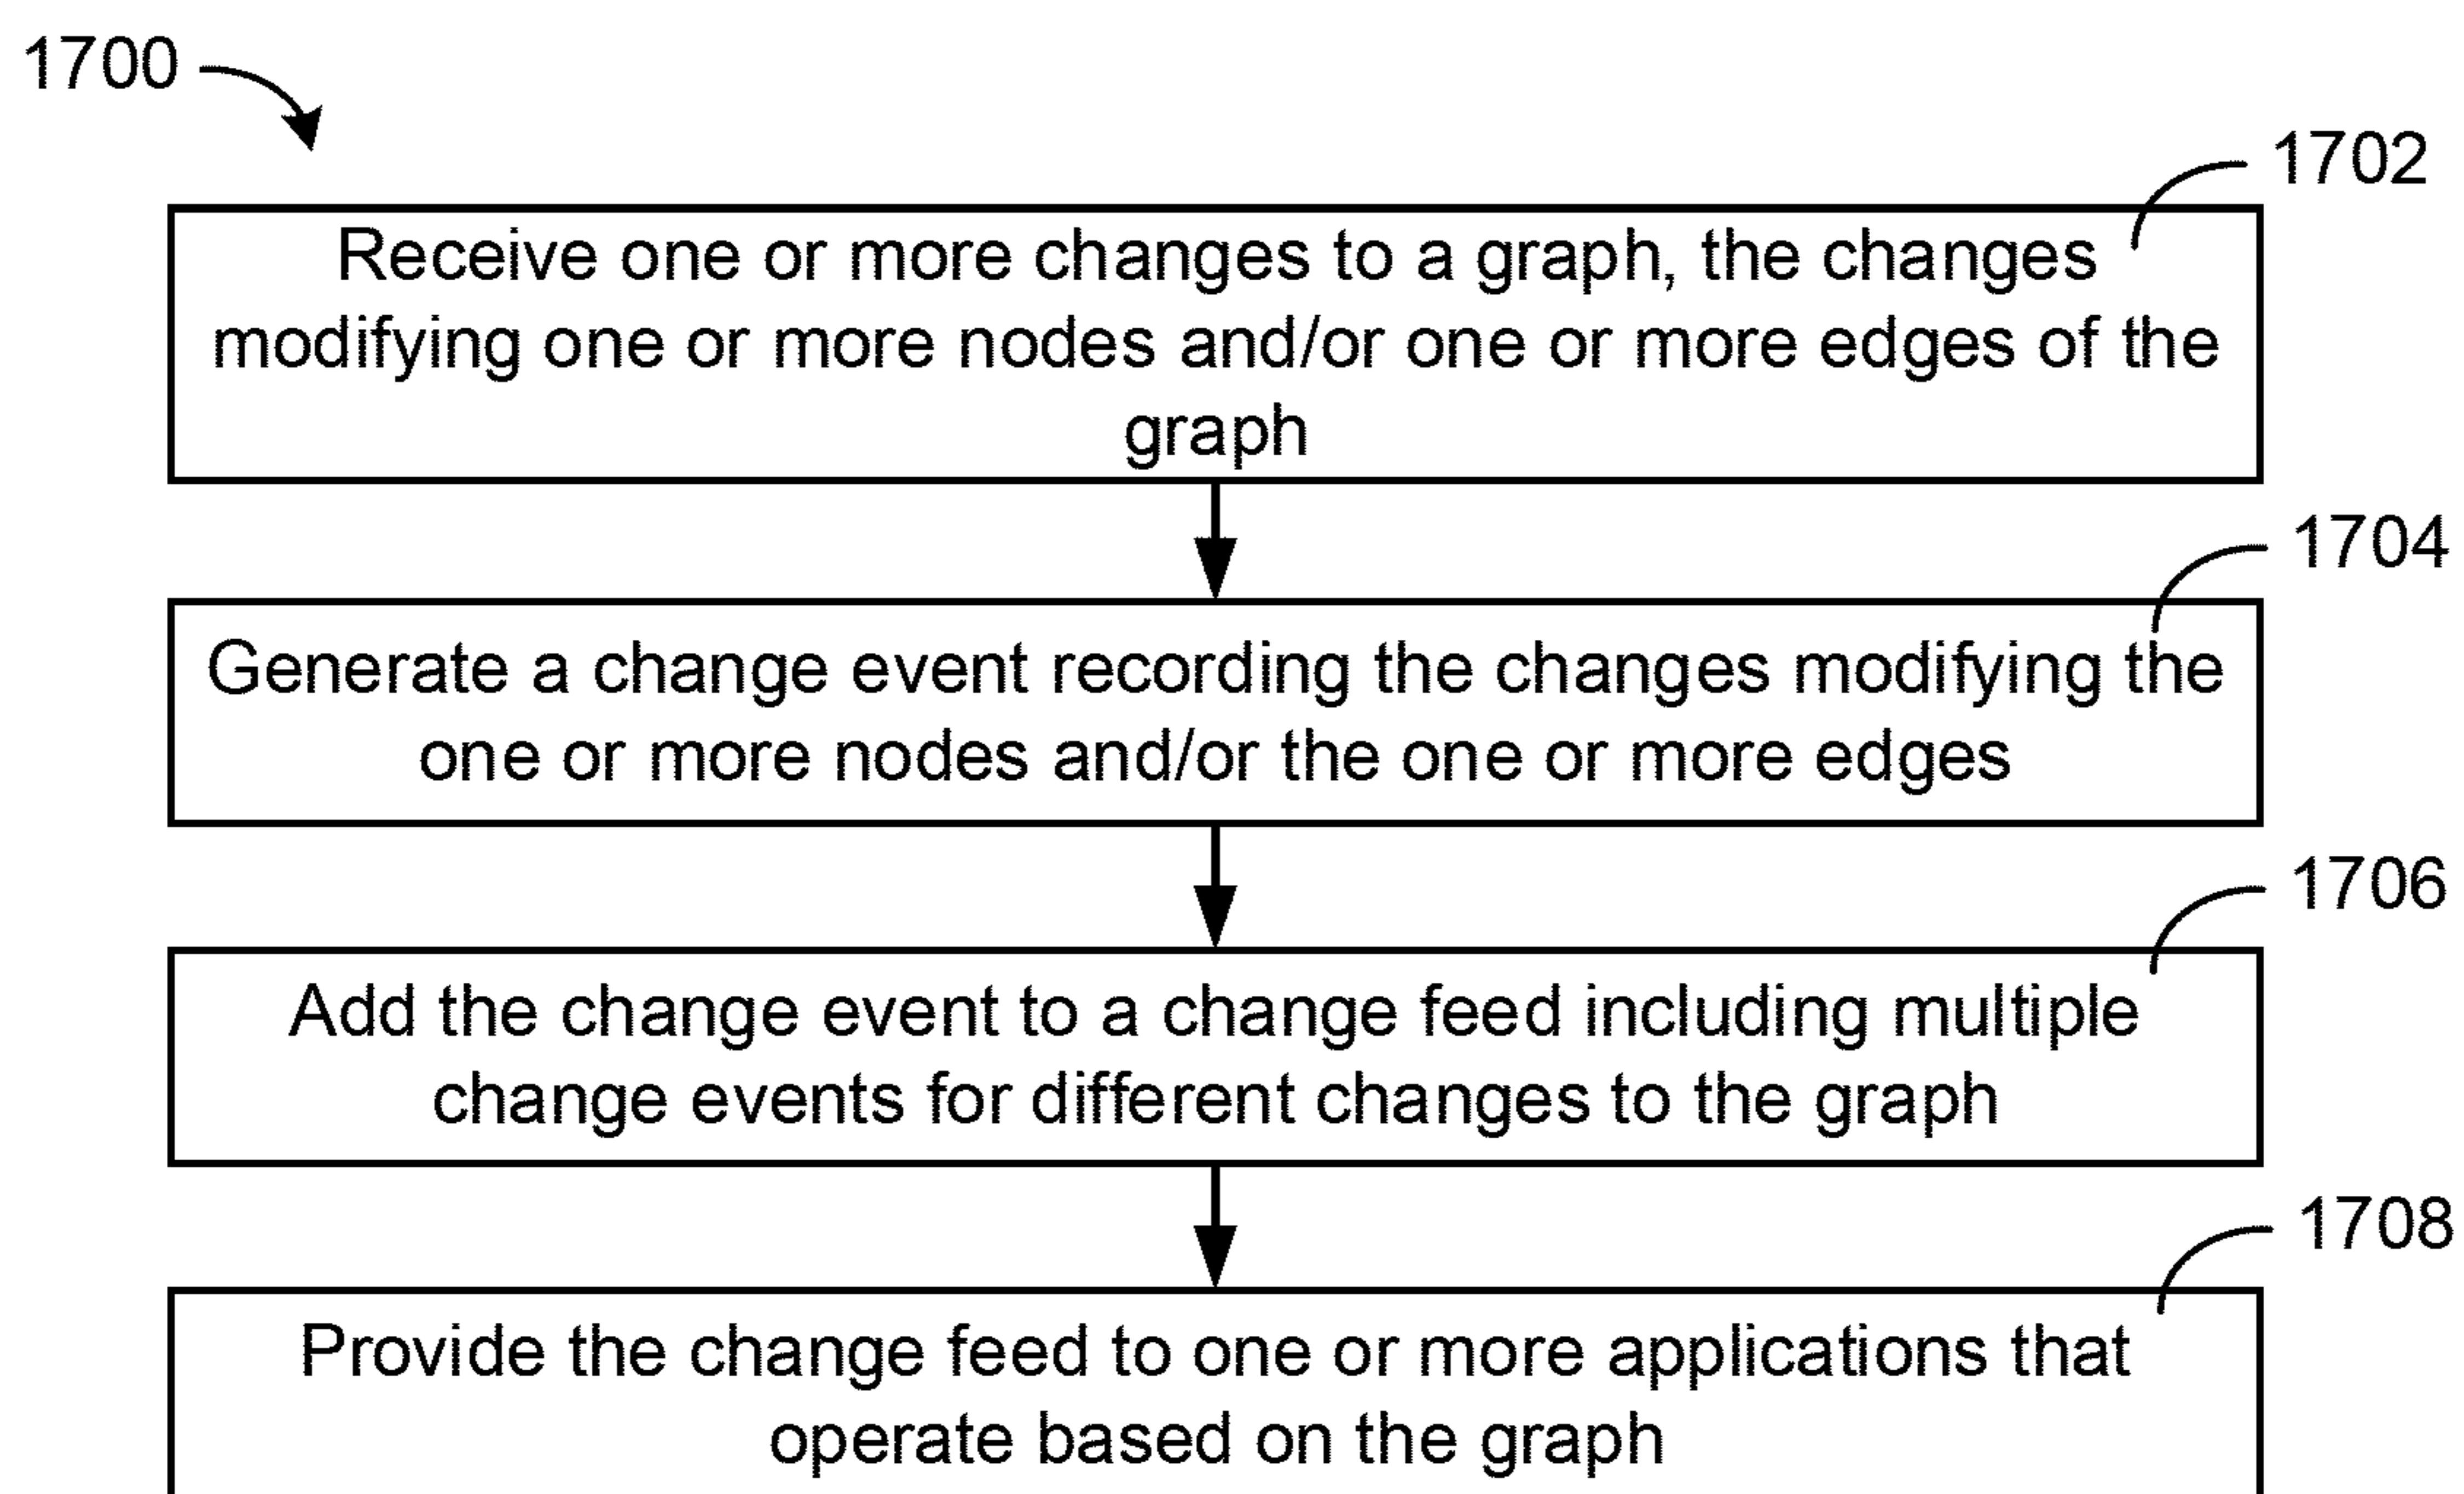 1700
1702
Receive one or more changes to a graph, the changes
modifying one or more nodes and/or one or more edges of the
graph
1704
Generate a change event recording the changes modifying the
one or more nodes and/or the one or more edges
1706
Add the change event to a change feed including multiple
change events for different changes to the graph
1708
Provide the change feed to one or more applications that
operate based on the graph